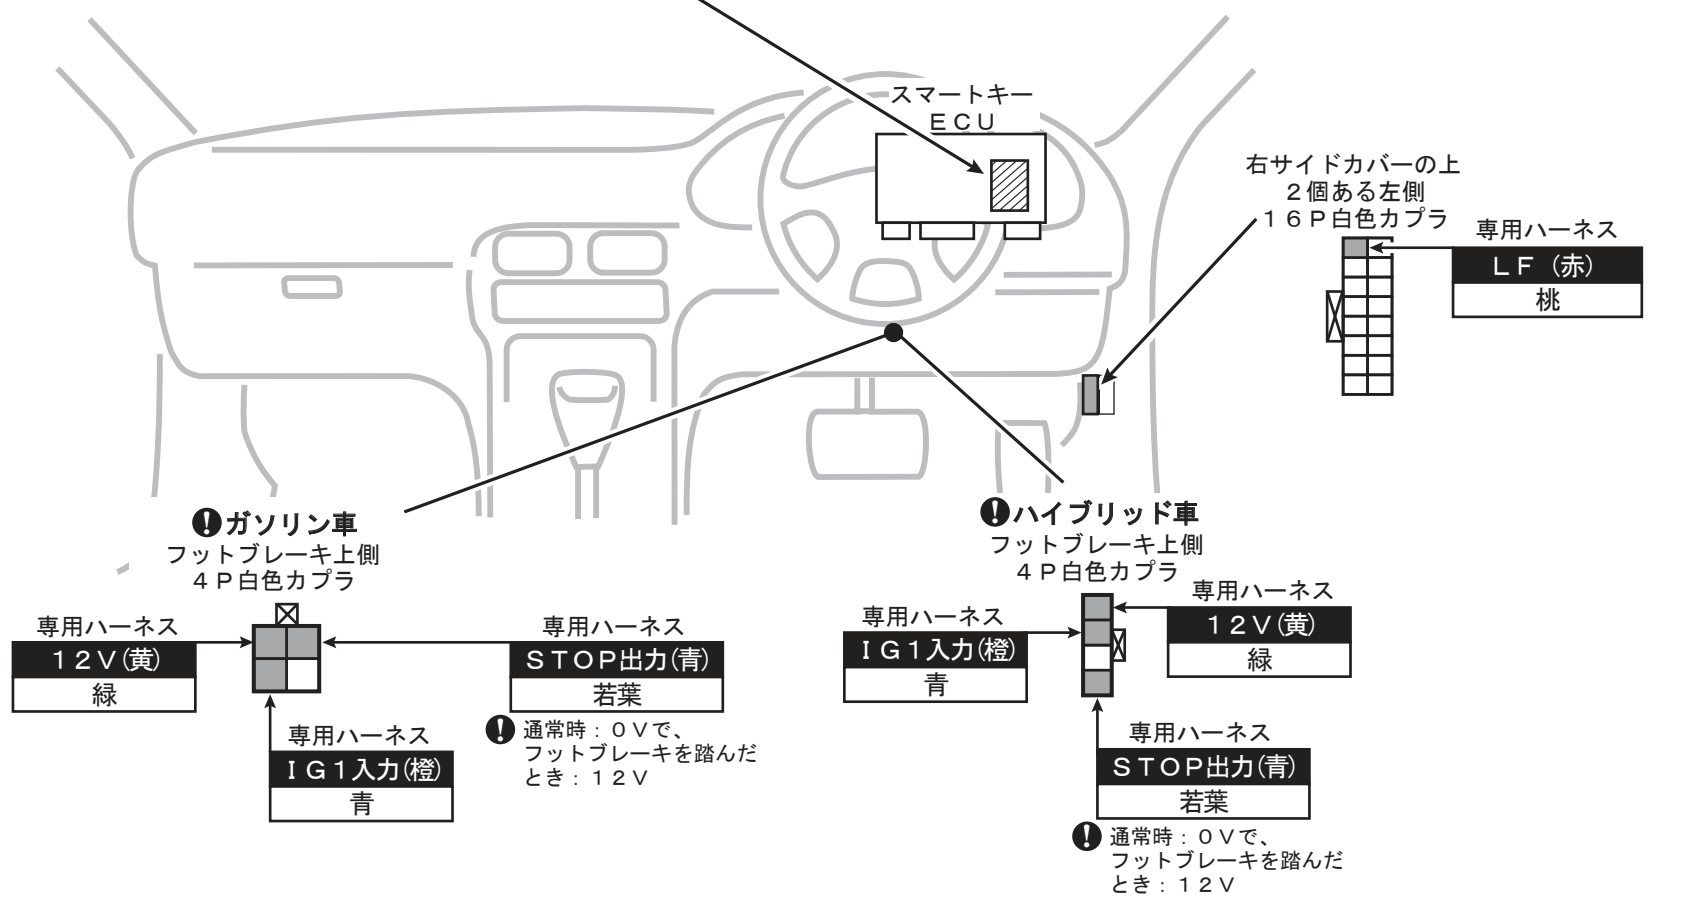 スマートキー
ＥＣＵ
右サイドカバーの上
２個ある左側
１６Ｐ白色カプラ
専用ハーネス
ＬＦ（赤）
桃
ガソリン車
フットブレーキ上側
４Ｐ白色カプラ
専用ハーネス
１２Ｖ(黄)
緑
専用ハーネス
ＳＴＯＰ出力(青)
若葉
通常時：０Ｖで、
フットブレーキを踏んだ
とき：１２Ｖ
専用ハーネス
ＩＧ１入力(橙)
青
ハイブリッド車
フットブレーキ上側
４Ｐ白色カプラ
専用ハーネス
ＩＧ１入力(橙)
青
専用ハーネス
１２Ｖ(黄)
緑
専用ハーネス
ＳＴＯＰ出力(青)
若葉
通常時：０Ｖで、
フットブレーキを踏んだ
とき：１２Ｖ